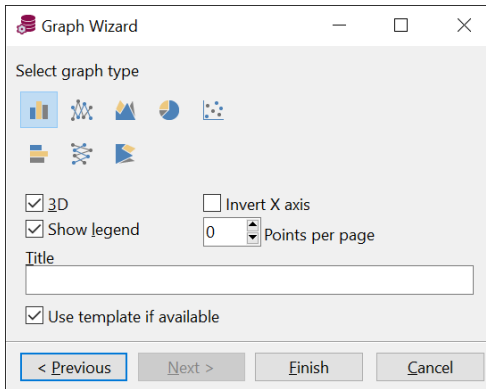 Graph Wizard
Select graph type
3D
Invert X axis
Show legend
0 Points per page
Title
Use template if available
< Previous Next > Finish Cancel